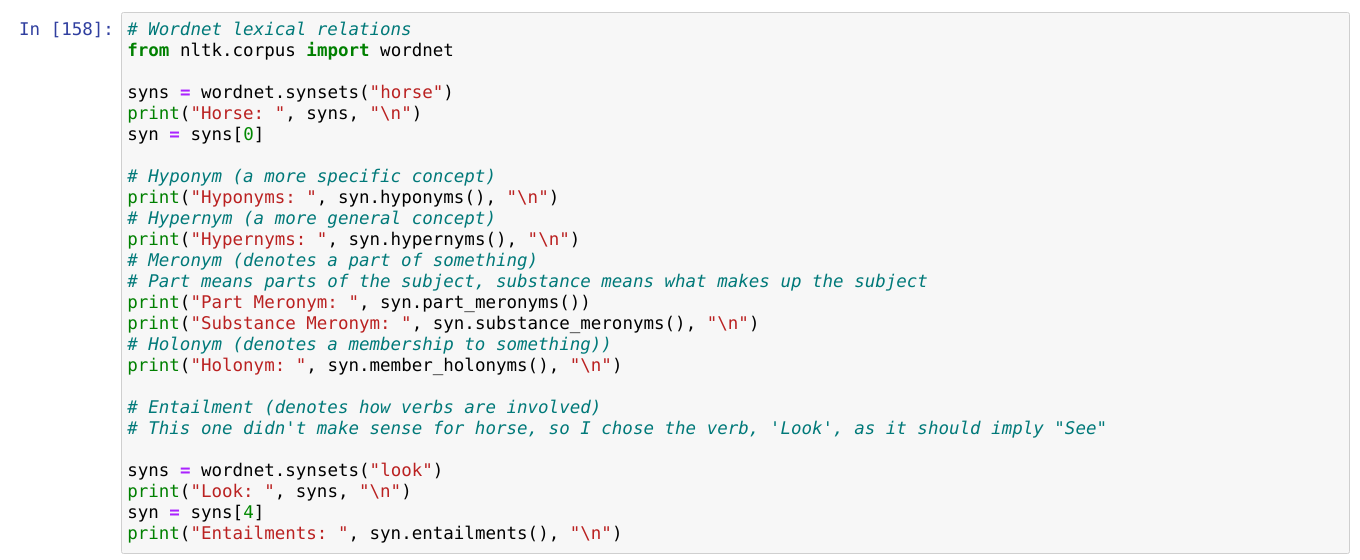 In [158]: # Wordnet lexical relations
from nltk.corpus import wordnet
syns = wordnet.synsets("horse")
print("Horse: ", syns, "\n")
syn = syns[0]
# Hyponym (a more specific concept)
print("Hyponyms: ", syn.hyponyms(), "\n")
# Hypernym (a more general concept)
print("Hypernyms: ", syn.hypernyms(), "\n")
# Meronym (denotes a part of something)
# Part means parts of the subject, substance means what makes up the subject
print("Part Meronym: ", syn.part_meronyms())
print("Substance Meronym: ", syn.substance_meronyms(), "\n")
# Holonym (denotes a membership to something))
print("Holonym: ", syn.member_holonyms(), "\n")
# Entailment (denotes how verbs are involved)
# This one didn't make sense for horse, so I chose the verb, 'Look', as it should imply "See"
syns = wordnet.synsets("look")
print("Look: ", syns, "\n")
syn = syns[4]
print("Entailments: ", syn.entailments(), "\n")